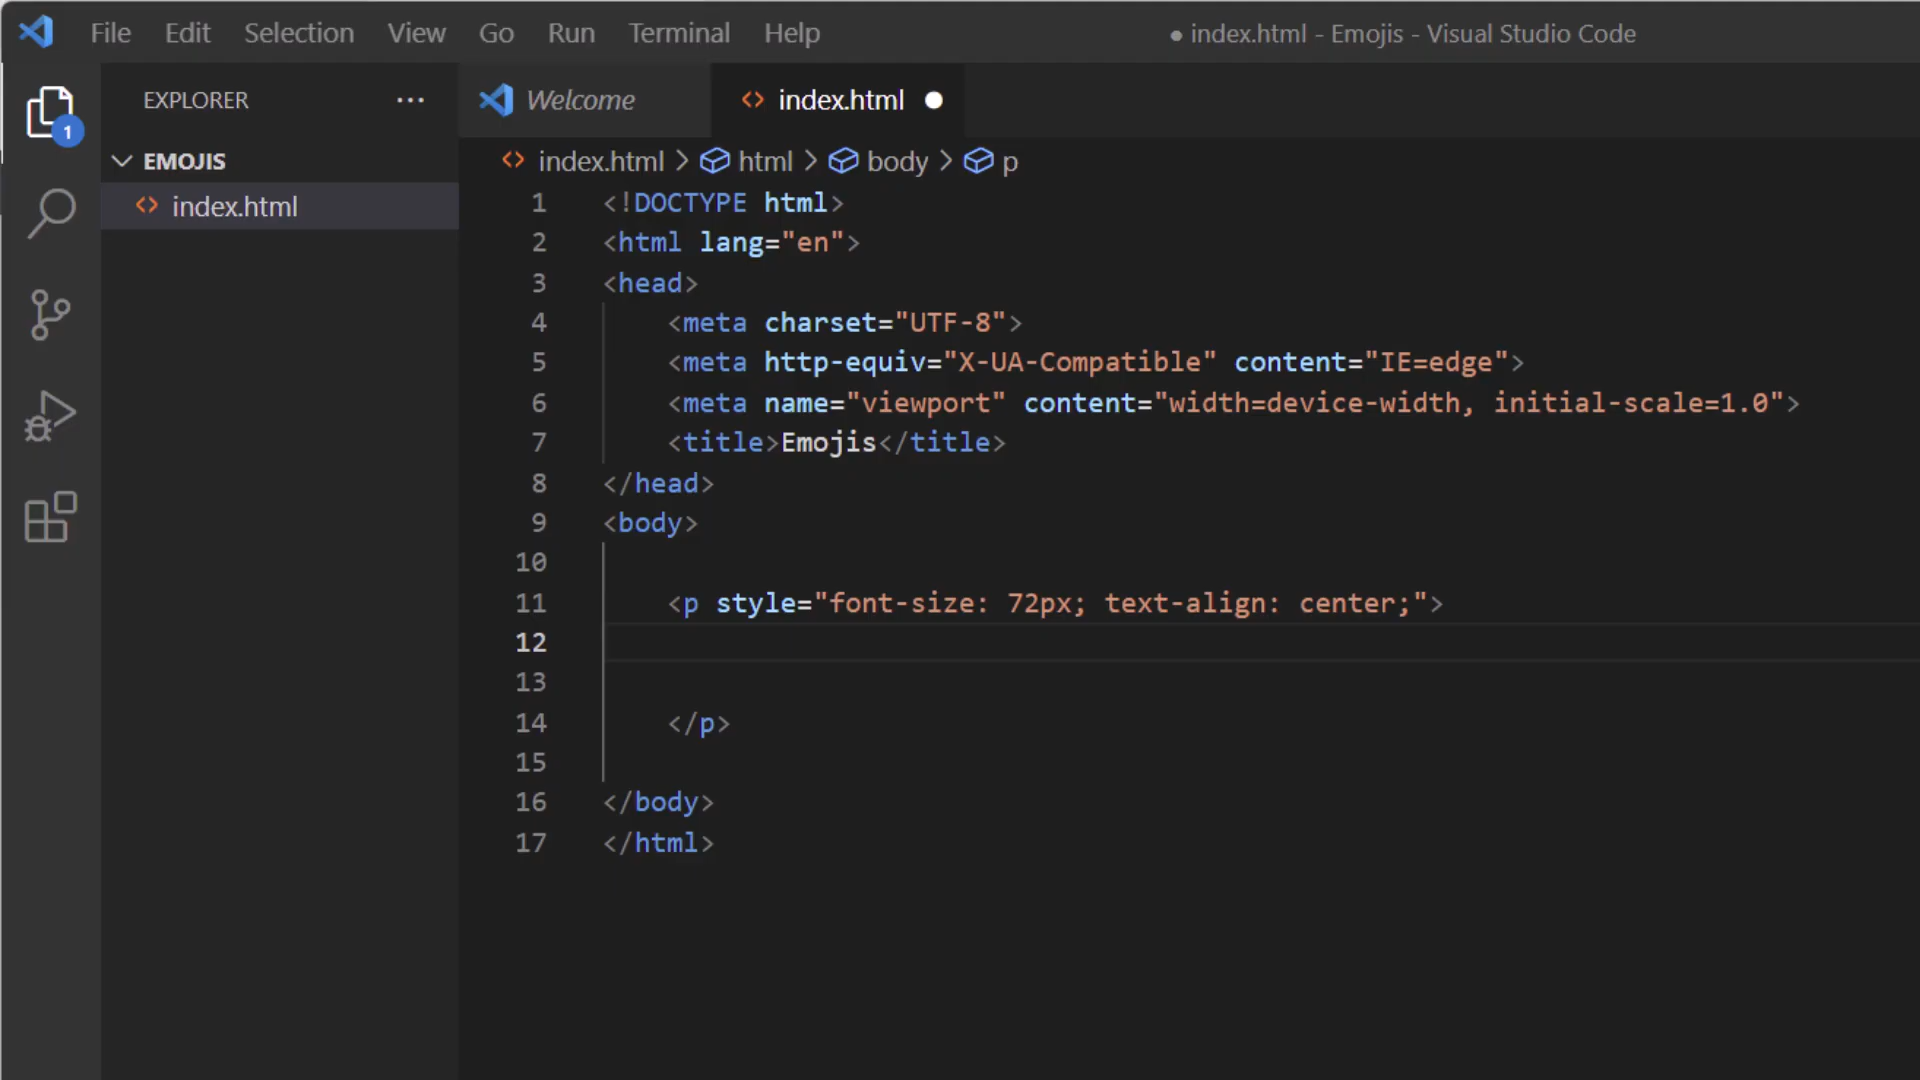 File Edit Selection View Go Run Terminal Help ● index.html - Emojis - Visual Studio Code
EXPLORER ···
1
EMOJIS
<> index.html
Welcome <> index.html ●
<> index.html > html > body > p
1 <!DOCTYPE html>
2 <html lang="en">
3 <head>
4 <meta charset="UTF-8">
5 <meta http-equiv="X-UA-Compatible" content="IE=edge">
6 <meta name="viewport" content="width=device-width, initial-scale=1.0">
7 <title>Emojis</title>
8 </head>
9 <body>
10
11 <p style="font-size: 72px; text-align: center;">
12
13
14 </p>
15
16 </body>
17 </html>